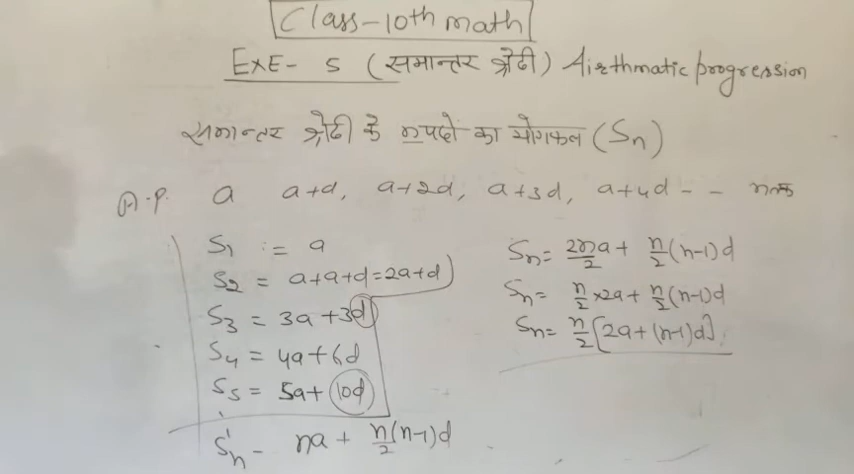 Class-10th math
EXE- 5 (समान्तर श्रेढी) Airthmatic progression
समान्तर श्रेढी के n पदो का योगफल (Sn)
A.P. a a+d, a+2d, a+3d, a+4d - - n तक
S1 := a
S2 = a+a+d=2a+d)
S3 = 3a+3d
S4 = 4a+6d
S5 = 5a+10d
Sn - na + n/2(n-1)d
Sn= 2na/2 + n/2(n-1)d
Sn= n/2×2a+ n/2(n-1)d
Sn= n/2[2a+(n-1)d]